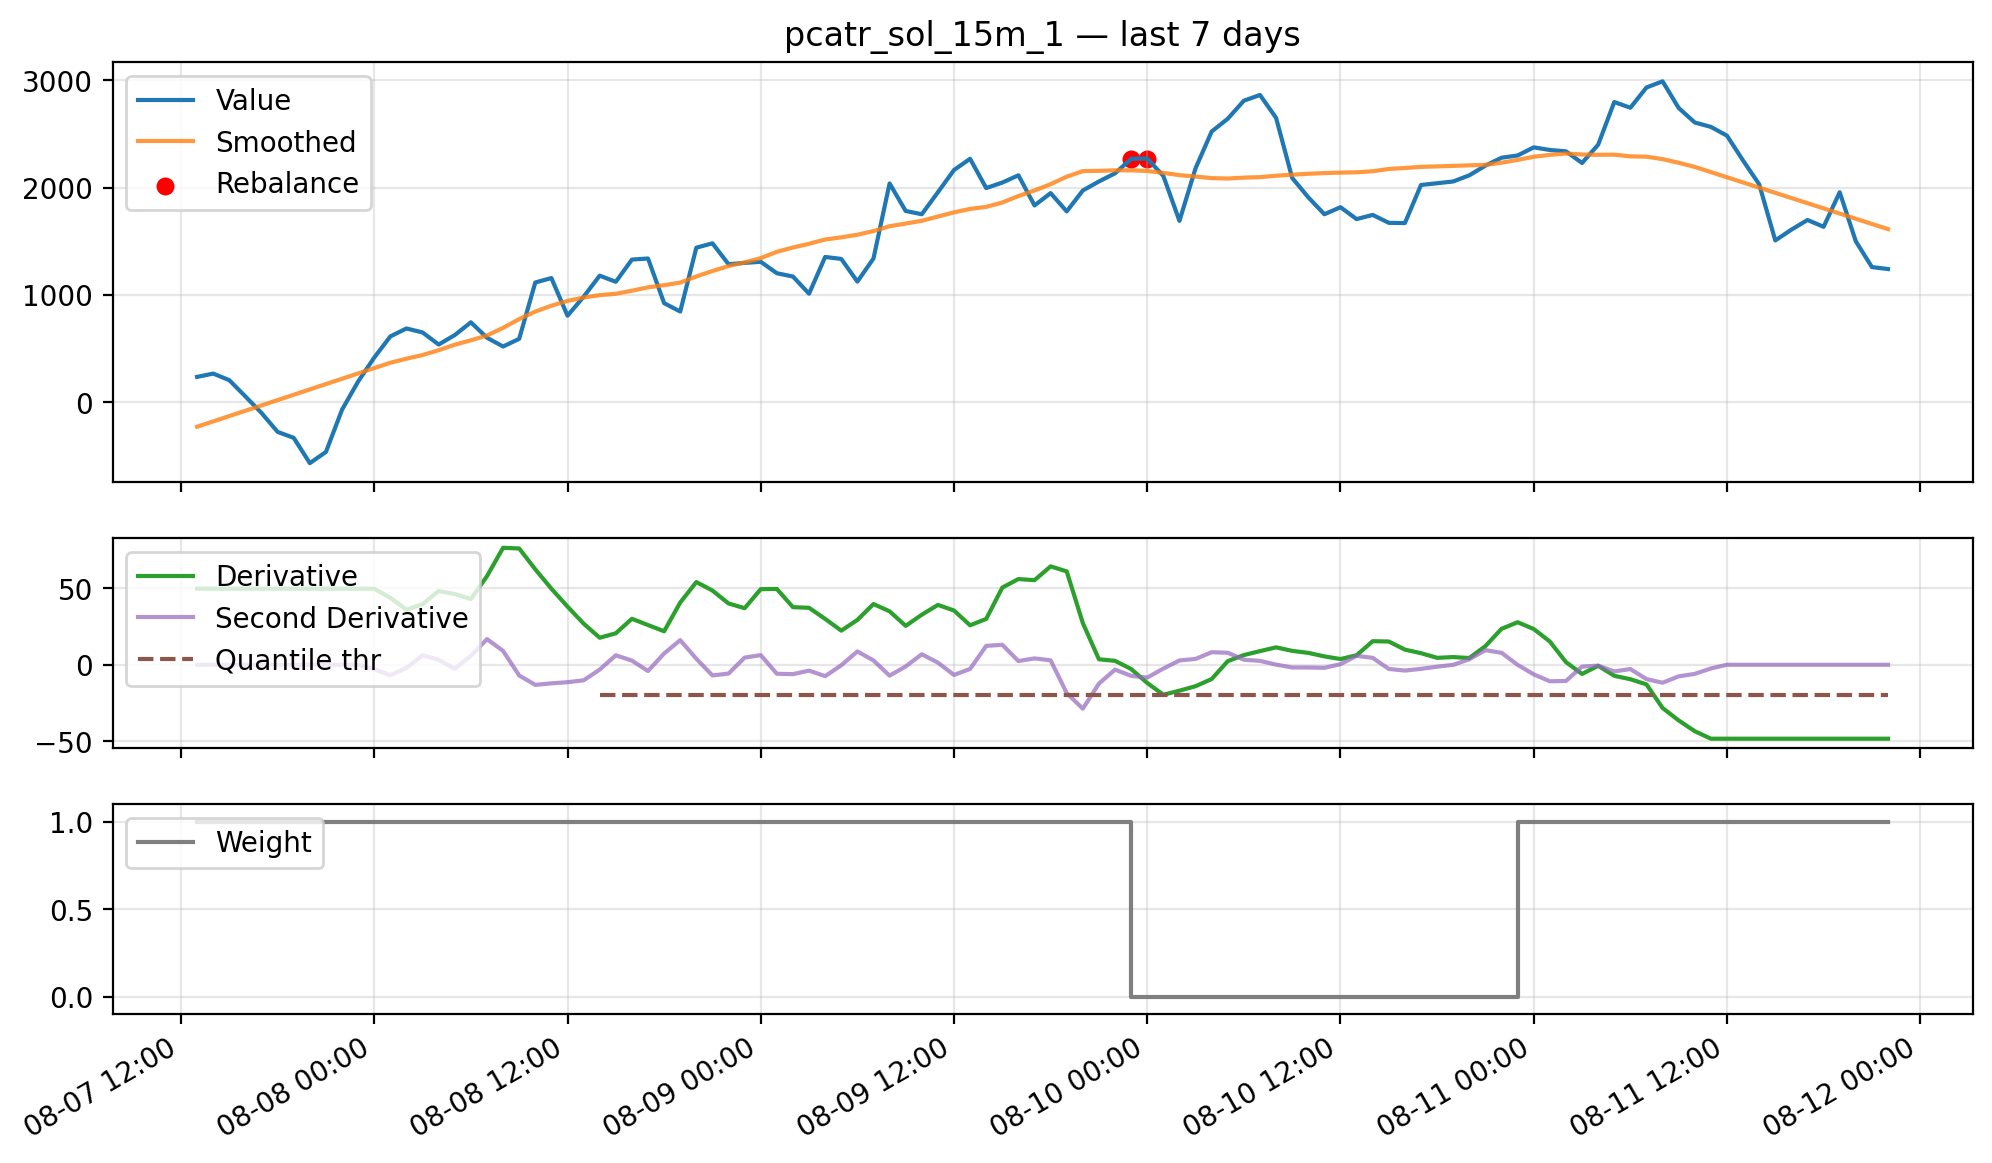 pcatr_sol_15m_1 — last 7 days
3000
2000
1000
0
Value
Smoothed
Rebalance
50
0
−50
Derivative
Second Derivative
Quantile thr
1.0
0.5
0.0
Weight
08-07 12:00
08-08 00:00
08-08 12:00
08-09 00:00
08-09 12:00
08-10 00:00
08-10 12:00
08-11 00:00
08-11 12:00
08-12 00:00